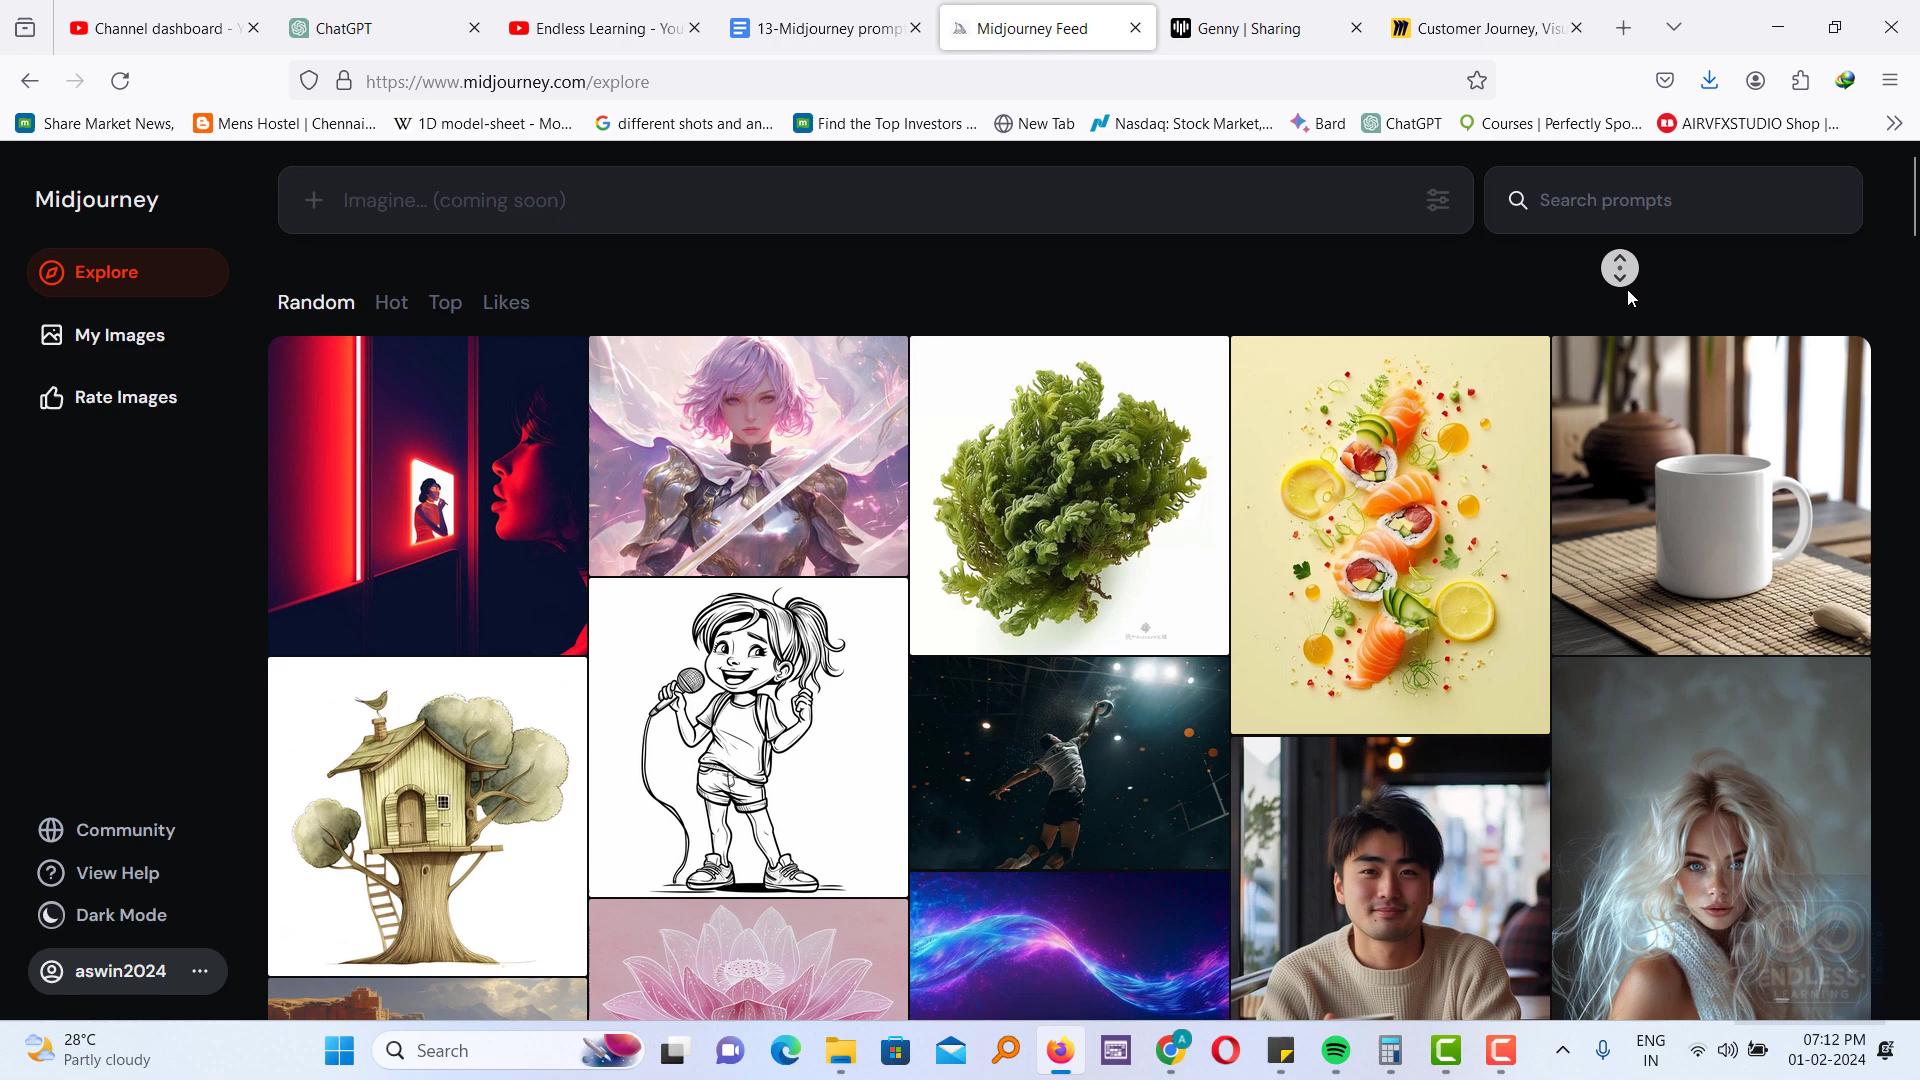 Channel dashboard - Y
ChatGPT
Endless Learning - You
13-Midjourney promp
Midjourney Feed
Genny | Sharing
Customer Journey, Vis
https://www.midjourney.com/explore
Share Market News,
Mens Hostel | Chennai...
1D model-sheet - Mo...
different shots and an...
Find the Top Investors ...
New Tab
Nasdaq: Stock Market,...
Bard
ChatGPT
Courses | Perfectly Spo...
AIRVFXSTUDIO Shop |...
Midjourney
Imagine... (coming soon)
Search prompts
Explore
Random Hot Top Likes
My Images
Rate Images
Community
View Help
Dark Mode
aswin2024
ENDLESS
LEARNING
28°C
Partly cloudy
Search
ENG
IN
07:12 PM
01-02-2024